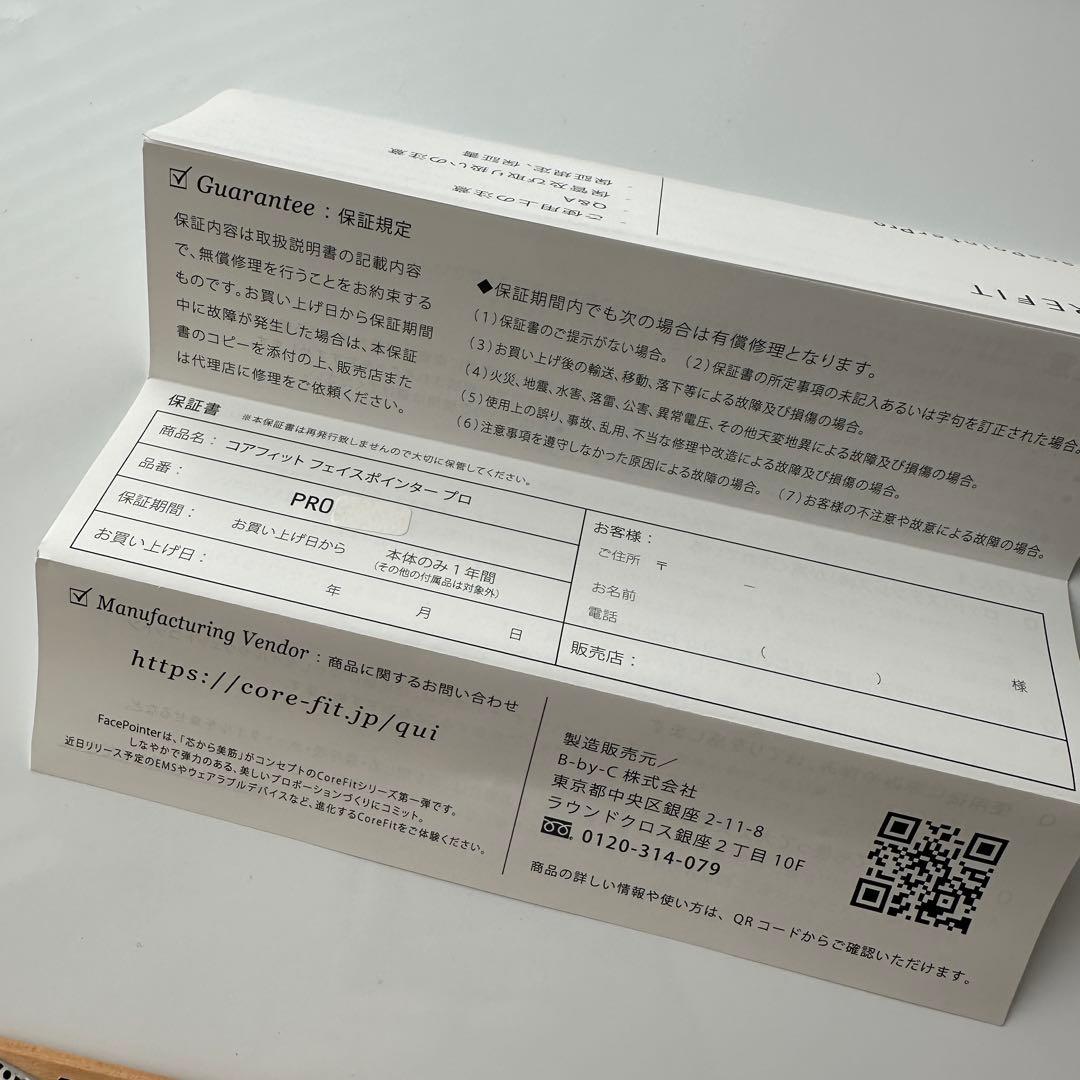 ご使用上の注意
Q&A
保管及び取り扱いの注意
保証規定、保証書
REFIT
☑ Guarantee：保証規定
保証内容は取扱説明書の記載内容
で、無償修理を行うことをお約束する
ものです。お買い上げ日から保証期間
中に故障が発生した場合は、本保証
書のコピーを添付の上、販売店また
は代理店に修理をご依頼ください。
◆保証期間内でも次の場合は有償修理となります。
(1)保証書のご提示がない場合。 (2)保証書の所定事項の未記入あるいは字句を訂正された場合。
(3)お買い上げ後の輸送、移動、落下等による故障及び損傷の場合。
(4)火災、地震、水害、落雷、公害、異常電圧、その他天変地異による故障及び損傷の場合。
(5)使用上の誤り、事故、乱用、不当な修理や改造による故障及び損傷の場合。
(6)注意事項を遵守しなかった原因による故障の場合。 (7)お客様の不注意や故意による故障の場合。
保証書 ※本保証書は再発行致しませんので大切に保管してください。
商品名： コアフィット フェイスポインター プロ
品番： PRO
保証期間： お買い上げ日から 本体のみ1年間
(その他の付属品は対象外)
お買い上げ日： 年 月 日
お客様：
ご住所 〒 ―
お名前
電話 ( ) 様
販売店：
☑ Manufacturing Vendor：商品に関するお問い合わせ
https://core-fit.jp/qui
FacePointerは、「芯から美筋」がコンセプトのCoreFitシリーズ第一弾です。
しなやかで弾力のある、美しいプロポーションづくりにコミット。
近日リリース予定のEMSやウェアラブルデバイスなど、進化するCoreFitをご体験ください。
製造販売元／
B-by-C 株式会社
東京都中央区銀座 2-11-8
ラウンドクロス銀座２丁目 10F
0120-314-079
商品の詳しい情報や使い方は、QRコードからご確認いただけます。